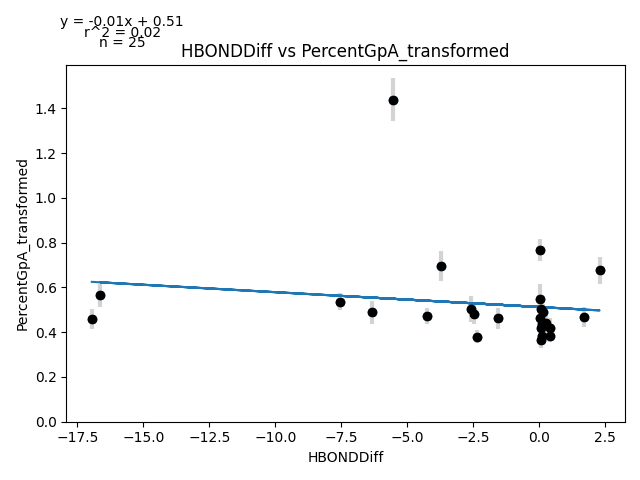 y = -0.01x + 0.51
r^2 = 0.02
n = 25
HBONDDiff vs PercentGpA_transformed
PercentGpA_transformed
1.4
1.2
1.0
0.8
0.6
0.4
0.2
0.0
−17.5 −15.0 −12.5 −10.0 −7.5 −5.0 −2.5 0.0 2.5
HBONDDiff